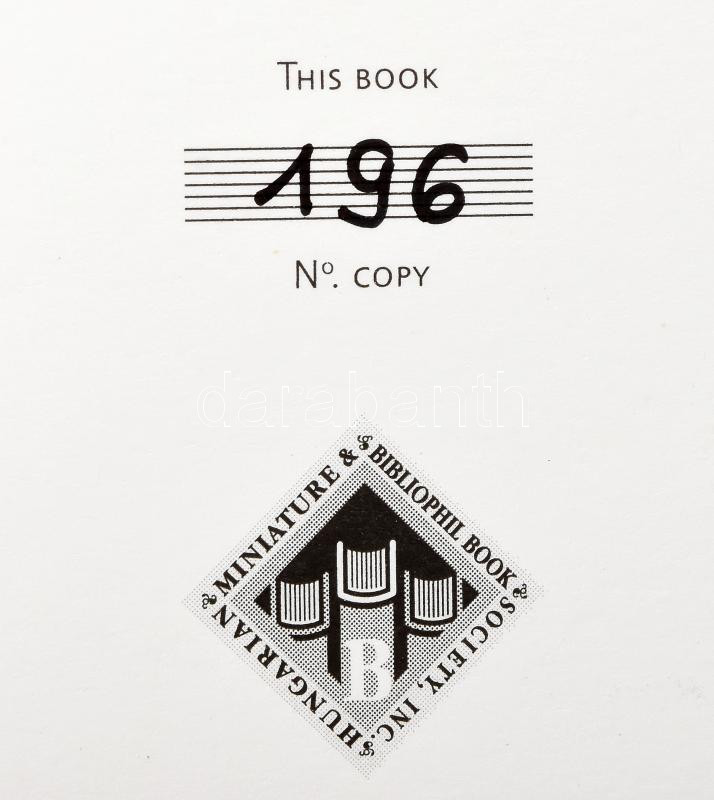 THIS BOOK
196
Nº. COPY
darabanth
HUNGARIAN MINIATURE & BIBLIOPHIL BOOK SOCIETY, INC.
B